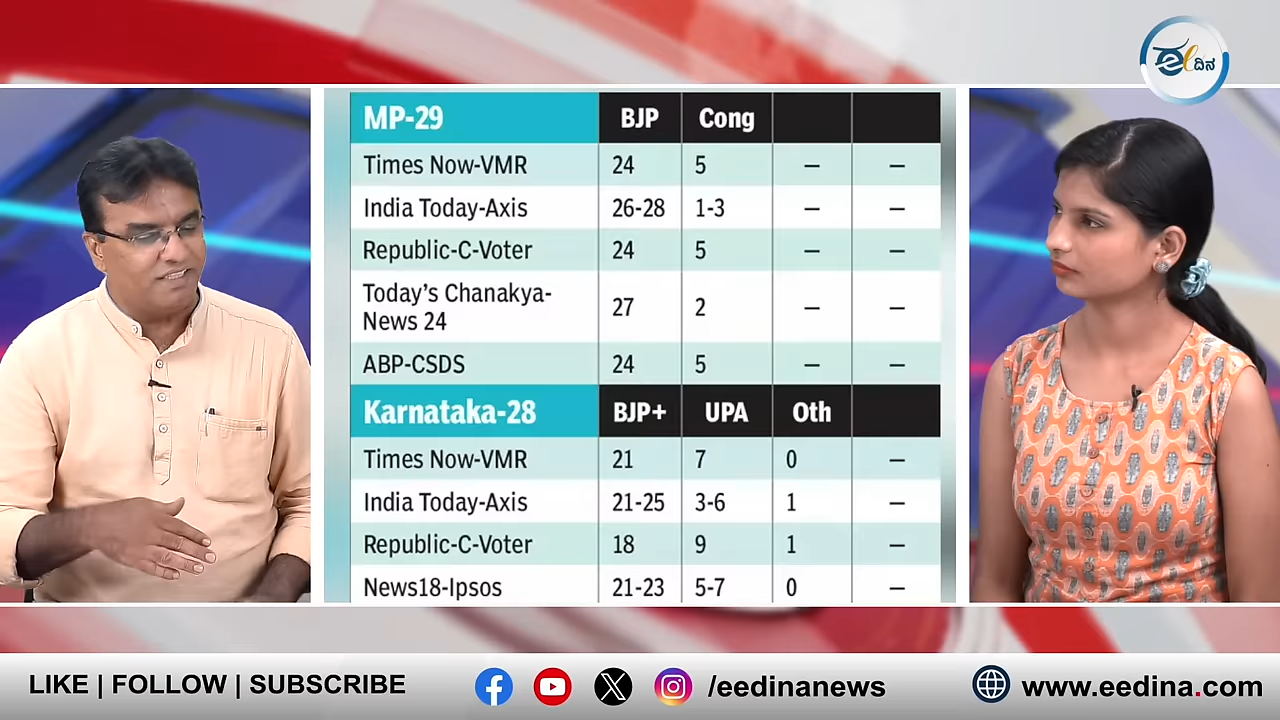 ಈ ದಿನ
MP-29 BJP Cong
Times Now-VMR 24 5 – –
India Today-Axis 26-28 1-3 – –
Republic-C-Voter 24 5 – –
Today's Chanakya-
News 24 27 2 – –
ABP-CSDS 24 5 – –
Karnataka-28 BJP+ UPA Oth
Times Now-VMR 21 7 0 –
India Today-Axis 21-25 3-6 1 –
Republic-C-Voter 18 9 1 –
News18-Ipsos 21-23 5-7 0 –
LIKE | FOLLOW | SUBSCRIBE
/eedinanews
www.eedina.com